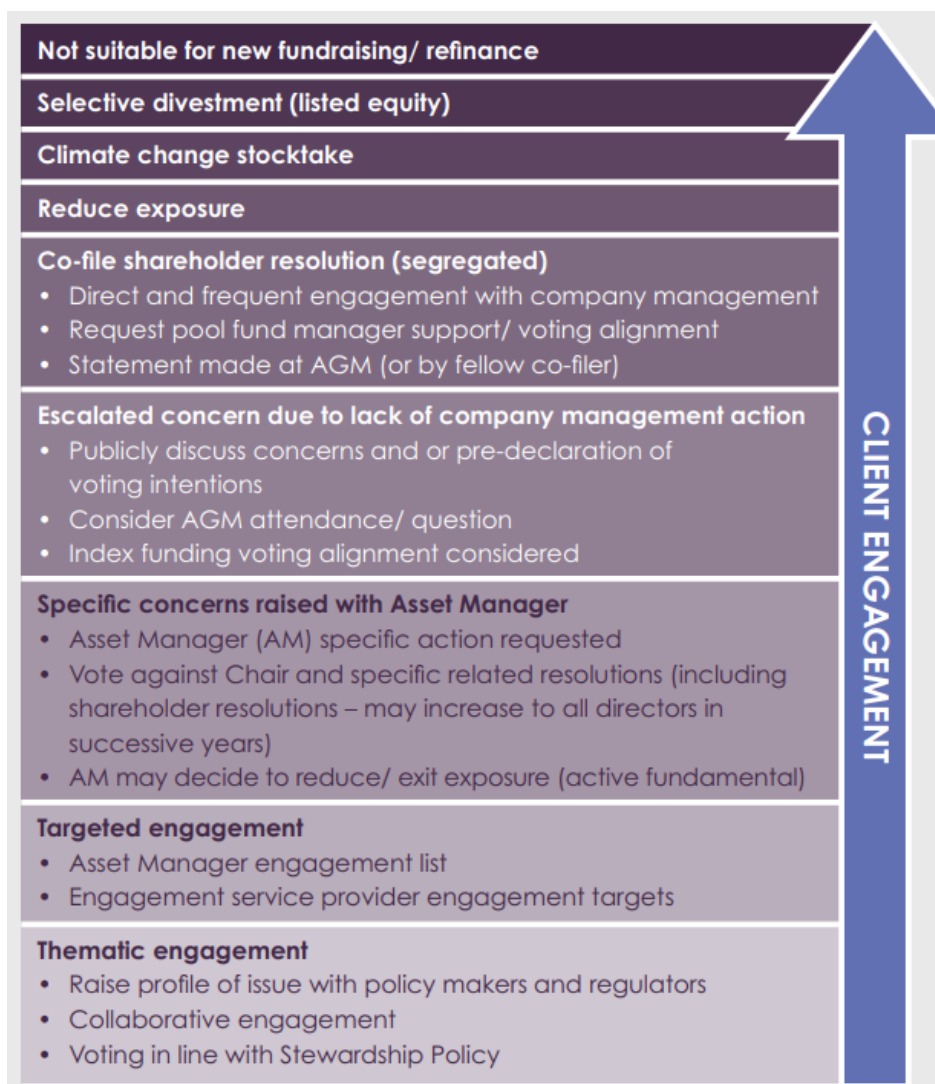 Not suitable for new fundraising/ refinance
Selective divestment (listed equity)
Climate change stocktake
Reduce exposure
Co-file shareholder resolution (segregated)
• Direct and frequent engagement with company management
• Request pool fund manager support/ voting alignment
• Statement made at AGM (or by fellow co-filer)
Escalated concern due to lack of company management action
• Publicly discuss concerns and or pre-declaration of
voting intentions
• Consider AGM attendance/ question
• Index funding voting alignment considered
Specific concerns raised with Asset Manager
• Asset Manager (AM) specific action requested
• Vote against Chair and specific related resolutions (including
shareholder resolutions – may increase to all directors in
successive years)
• AM may decide to reduce/ exit exposure (active fundamental)
Targeted engagement
• Asset Manager engagement list
• Engagement service provider engagement targets
Thematic engagement
• Raise profile of issue with policy makers and regulators
• Collaborative engagement
• Voting in line with Stewardship Policy
CLIENT ENGAGEMENT